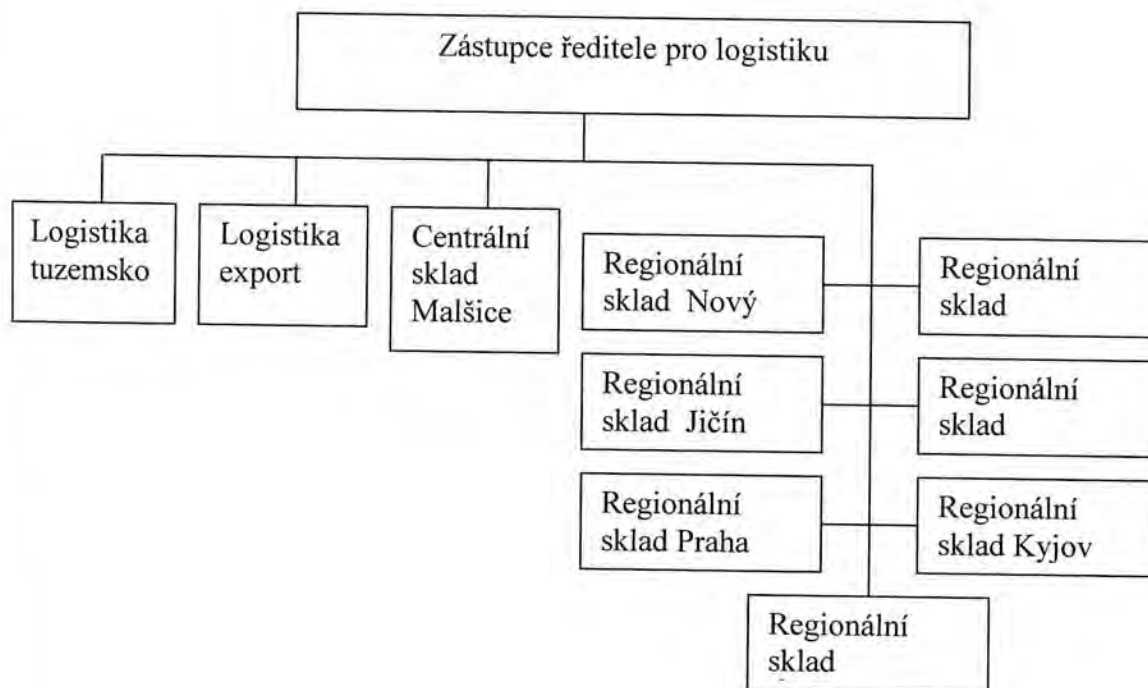 Zástupce ředitele pro logistiku
Logistika
tuzemsko
Logistika
export
Centrální
sklad
Malšice
Regionální
sklad Nový
Regionální
sklad
Regionální
sklad Jičín
Regionální
sklad
Regionální
sklad Praha
Regionální
sklad Kyjov
Regionální
sklad